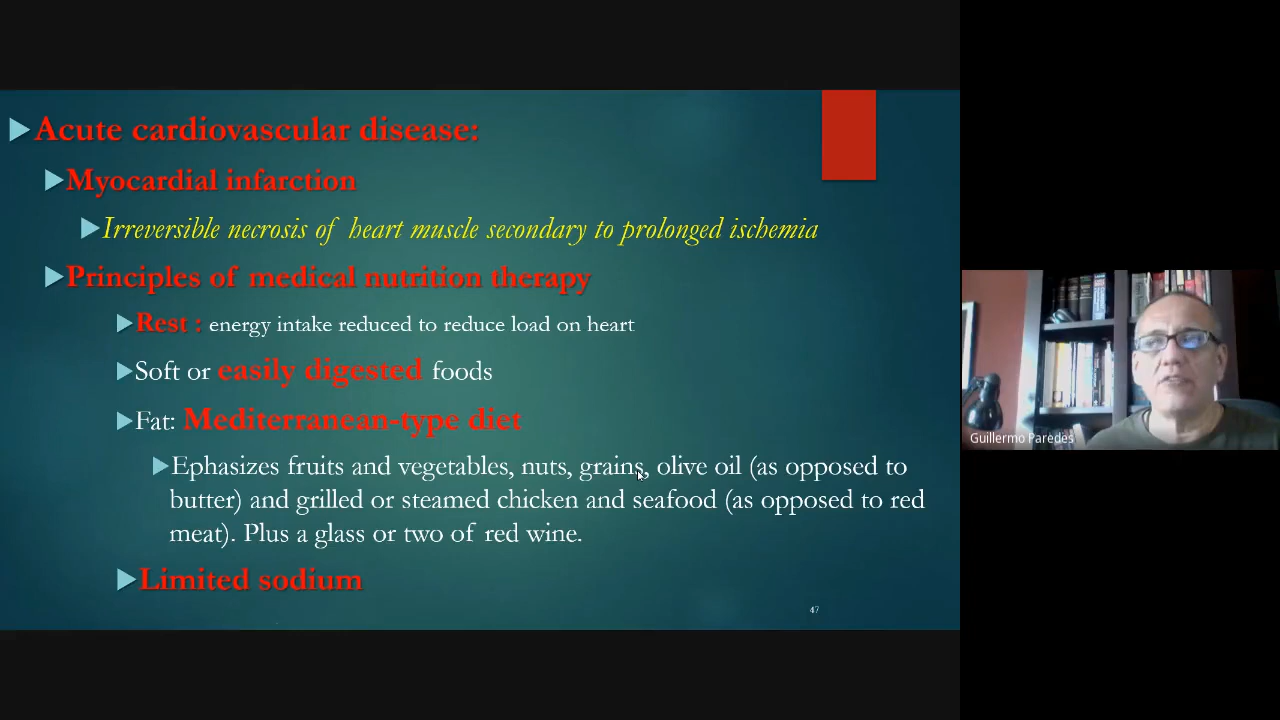 Acute cardiovascular disease:
Myocardial infarction
Irreversible necrosis of heart muscle secondary to prolonged ischemia
Principles of medical nutrition therapy
Rest : energy intake reduced to reduce load on heart
Soft or easily digested foods
Fat: Mediterranean-type diet
Ephasizes fruits and vegetables, nuts, grains, olive oil (as opposed to
butter) and grilled or steamed chicken and seafood (as opposed to red
meat). Plus a glass or two of red wine.
Limited sodium
47
Guillermo Paredes